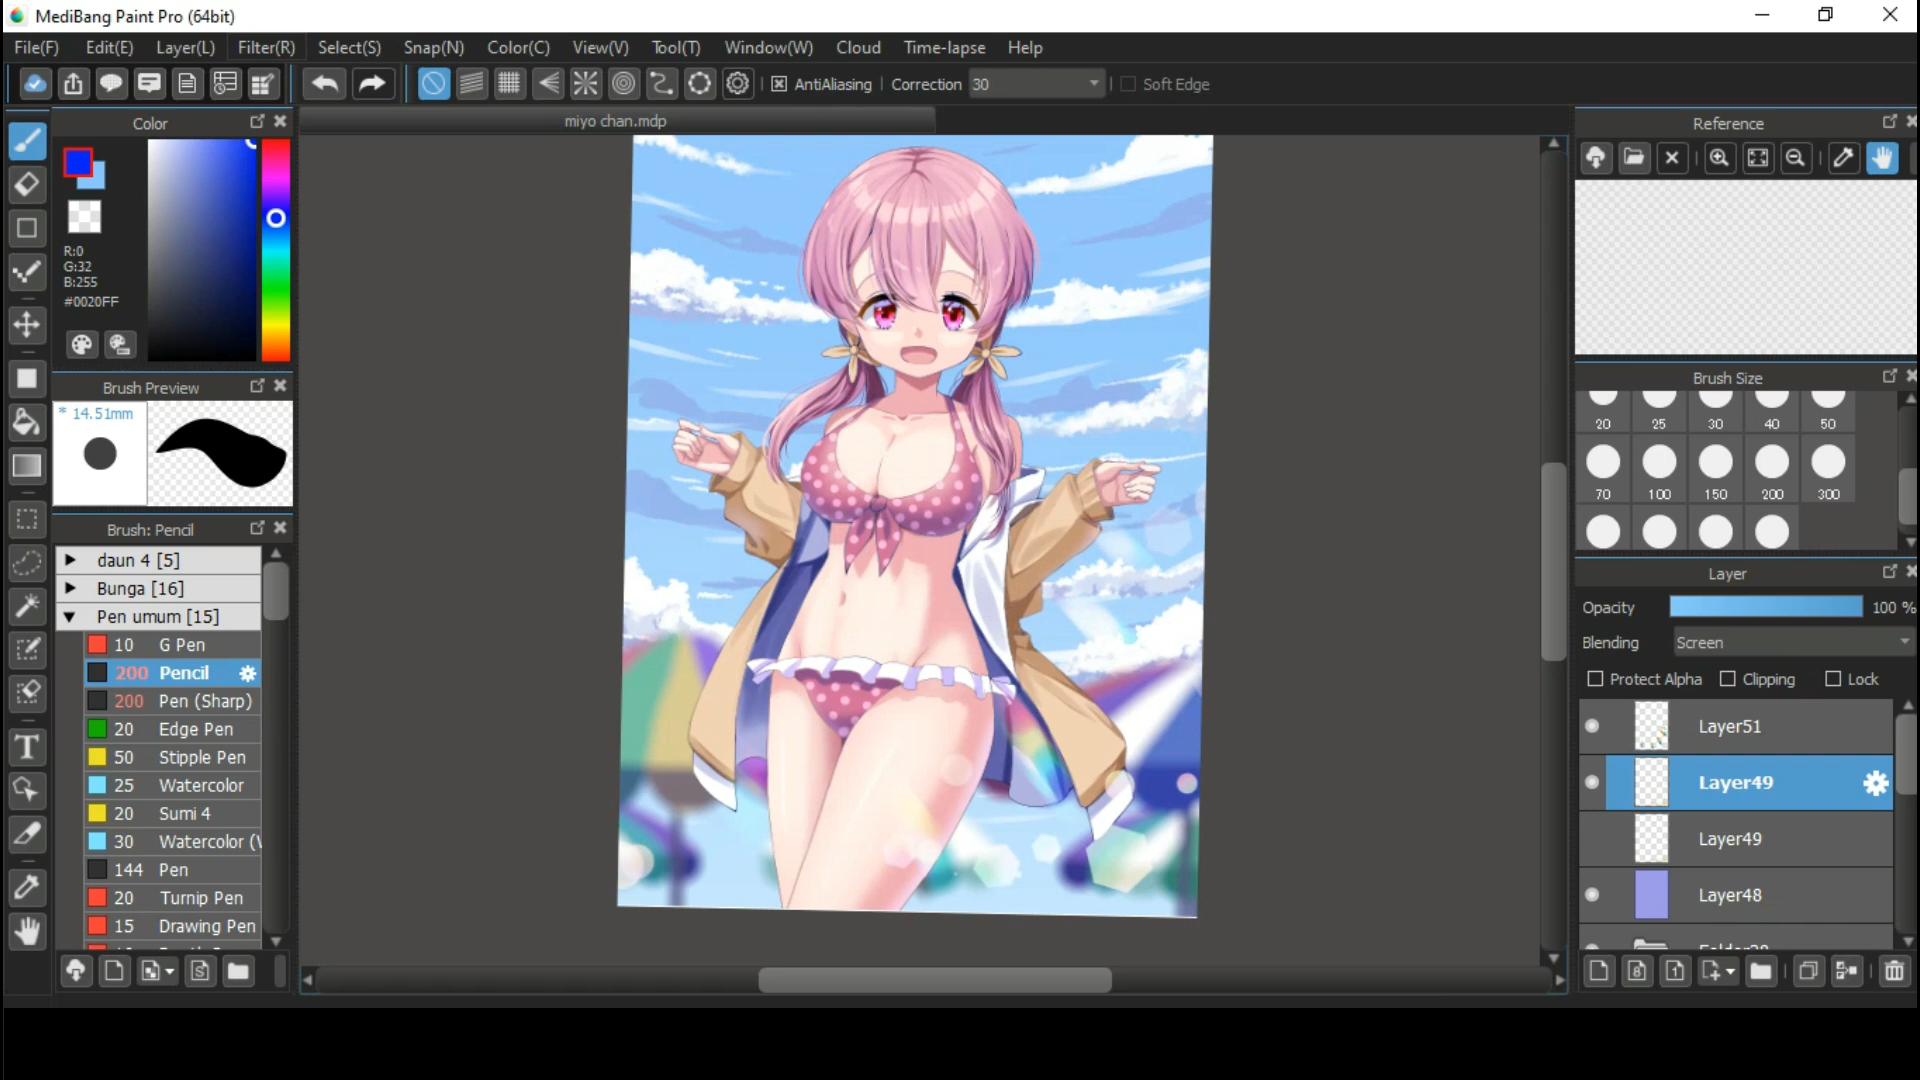 MediBang Paint Pro (64bit)
File(F) Edit(E) Layer(L) Filter(R) Select(S) Snap(N) Color(C) View(V) Tool(T) Window(W) Cloud Time-lapse Help
AntiAliasing Correction 30 Soft Edge
Color
miyo chan.mdp
Reference
R:0
G:32
B:255
#0020FF
Brush Preview
* 14.51mm
Brush: Pencil
daun 4 [5]
Bunga [16]
Pen umum [15]
10 G Pen
200 Pencil
200 Pen (Sharp)
20 Edge Pen
50 Stipple Pen
25 Watercolor
20 Sumi 4
30 Watercolor (
144 Pen
20 Turnip Pen
15 Drawing Pen
Brush Size
20 25 30 40 50
70 100 150 200 300
Layer
Opacity 100 %
Blending Screen
Protect Alpha Clipping Lock
Layer51
Layer49
Layer49
Layer48